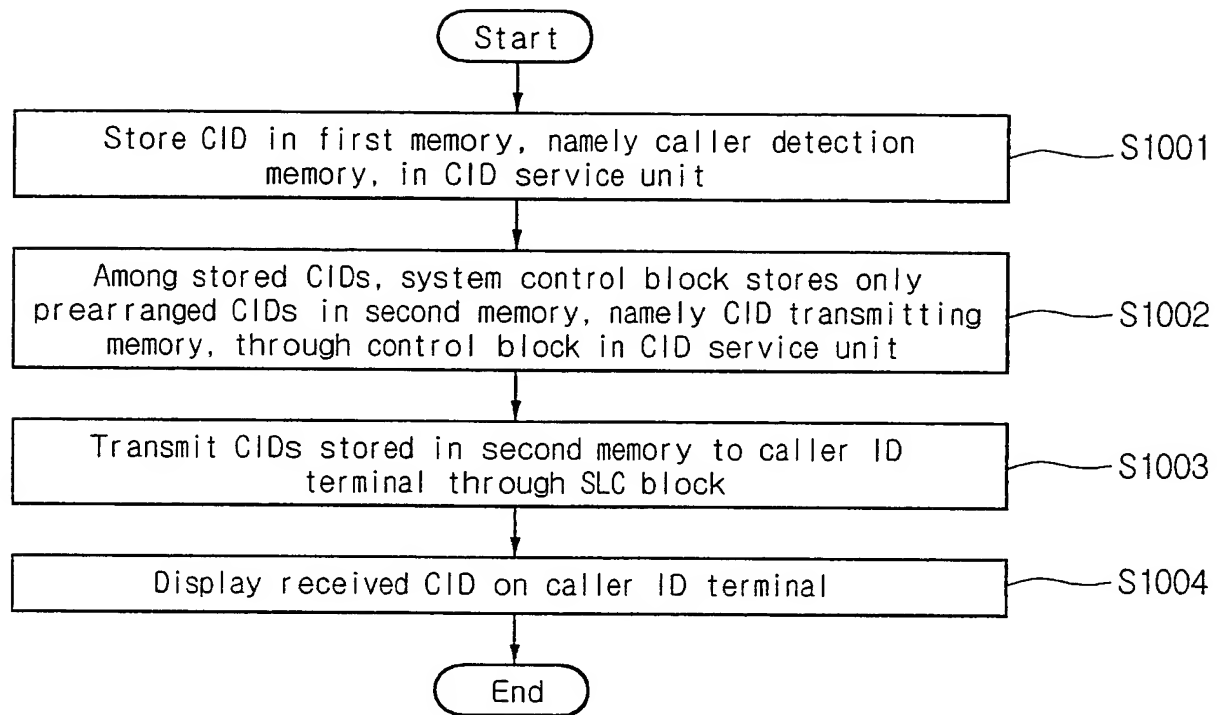 Start
Store CID in first memory, namely caller detection
memory, in CID service unit
S1001
Among stored CIDs, system control block stores only
prearranged CIDs in second memory, namely CID transmitting
memory, through control block in CID service unit
S1002
Transmit CIDs stored in second memory to caller ID
terminal through SLC block
S1003
Display received CID on caller ID terminal
S1004
End